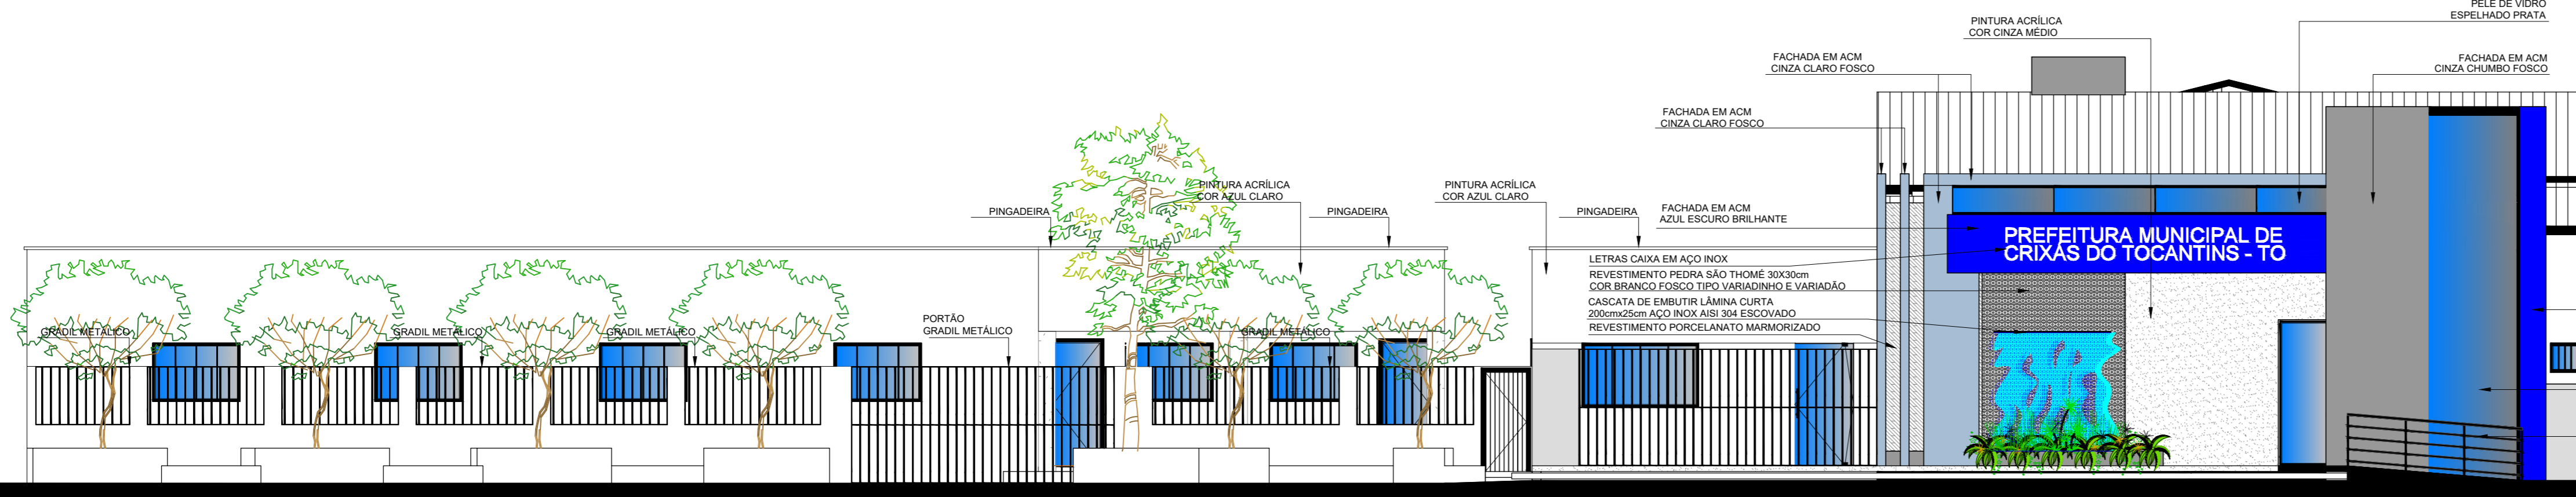 PELE DE VIDRO
ESPELHADO PRATA
PINTURA ACRÍLICA
COR CINZA MÉDIO
FACHADA EM ACM
CINZA CLARO FOSCO
FACHADA EM ACM
CINZA CHUMBO FOSCO
FACHADA EM ACM
CINZA CLARO FOSCO
PINTURA ACRÍLICA
COR AZUL CLARO
PINTURA ACRÍLICA
COR AZUL CLARO
PINGADEIRA
PINGADEIRA
PINGADEIRA
FACHADA EM ACM
AZUL ESCURO BRILHANTE
PREFEITURA MUNICIPAL DE
CRIXÁS DO TOCANTINS - TO
LETRAS CAIXA EM AÇO INOX
REVESTIMENTO PEDRA SÃO THOMÉ 30X30cm
COR BRANCO FOSCO TIPO VARIADINHO E VARIADÃO
CASCATA DE EMBUTIR LÂMINA CURTA
200cmx25cm AÇO INOX AISI 304 ESCOVADO
REVESTIMENTO PORCELANATO MARMORIZADO
GRADIL METÁLICO
GRADIL METÁLICO
GRADIL METÁLICO
PORTÃO
GRADIL METÁLICO
GRADIL METÁLICO